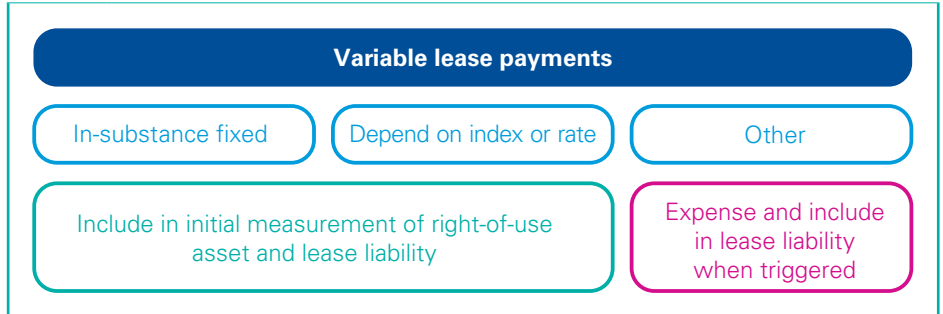 Variable lease payments
In-substance fixed
Depend on index or rate
Other
Include in initial measurement of right-of-use
asset and lease liability
Expense and include
in lease liability
when triggered